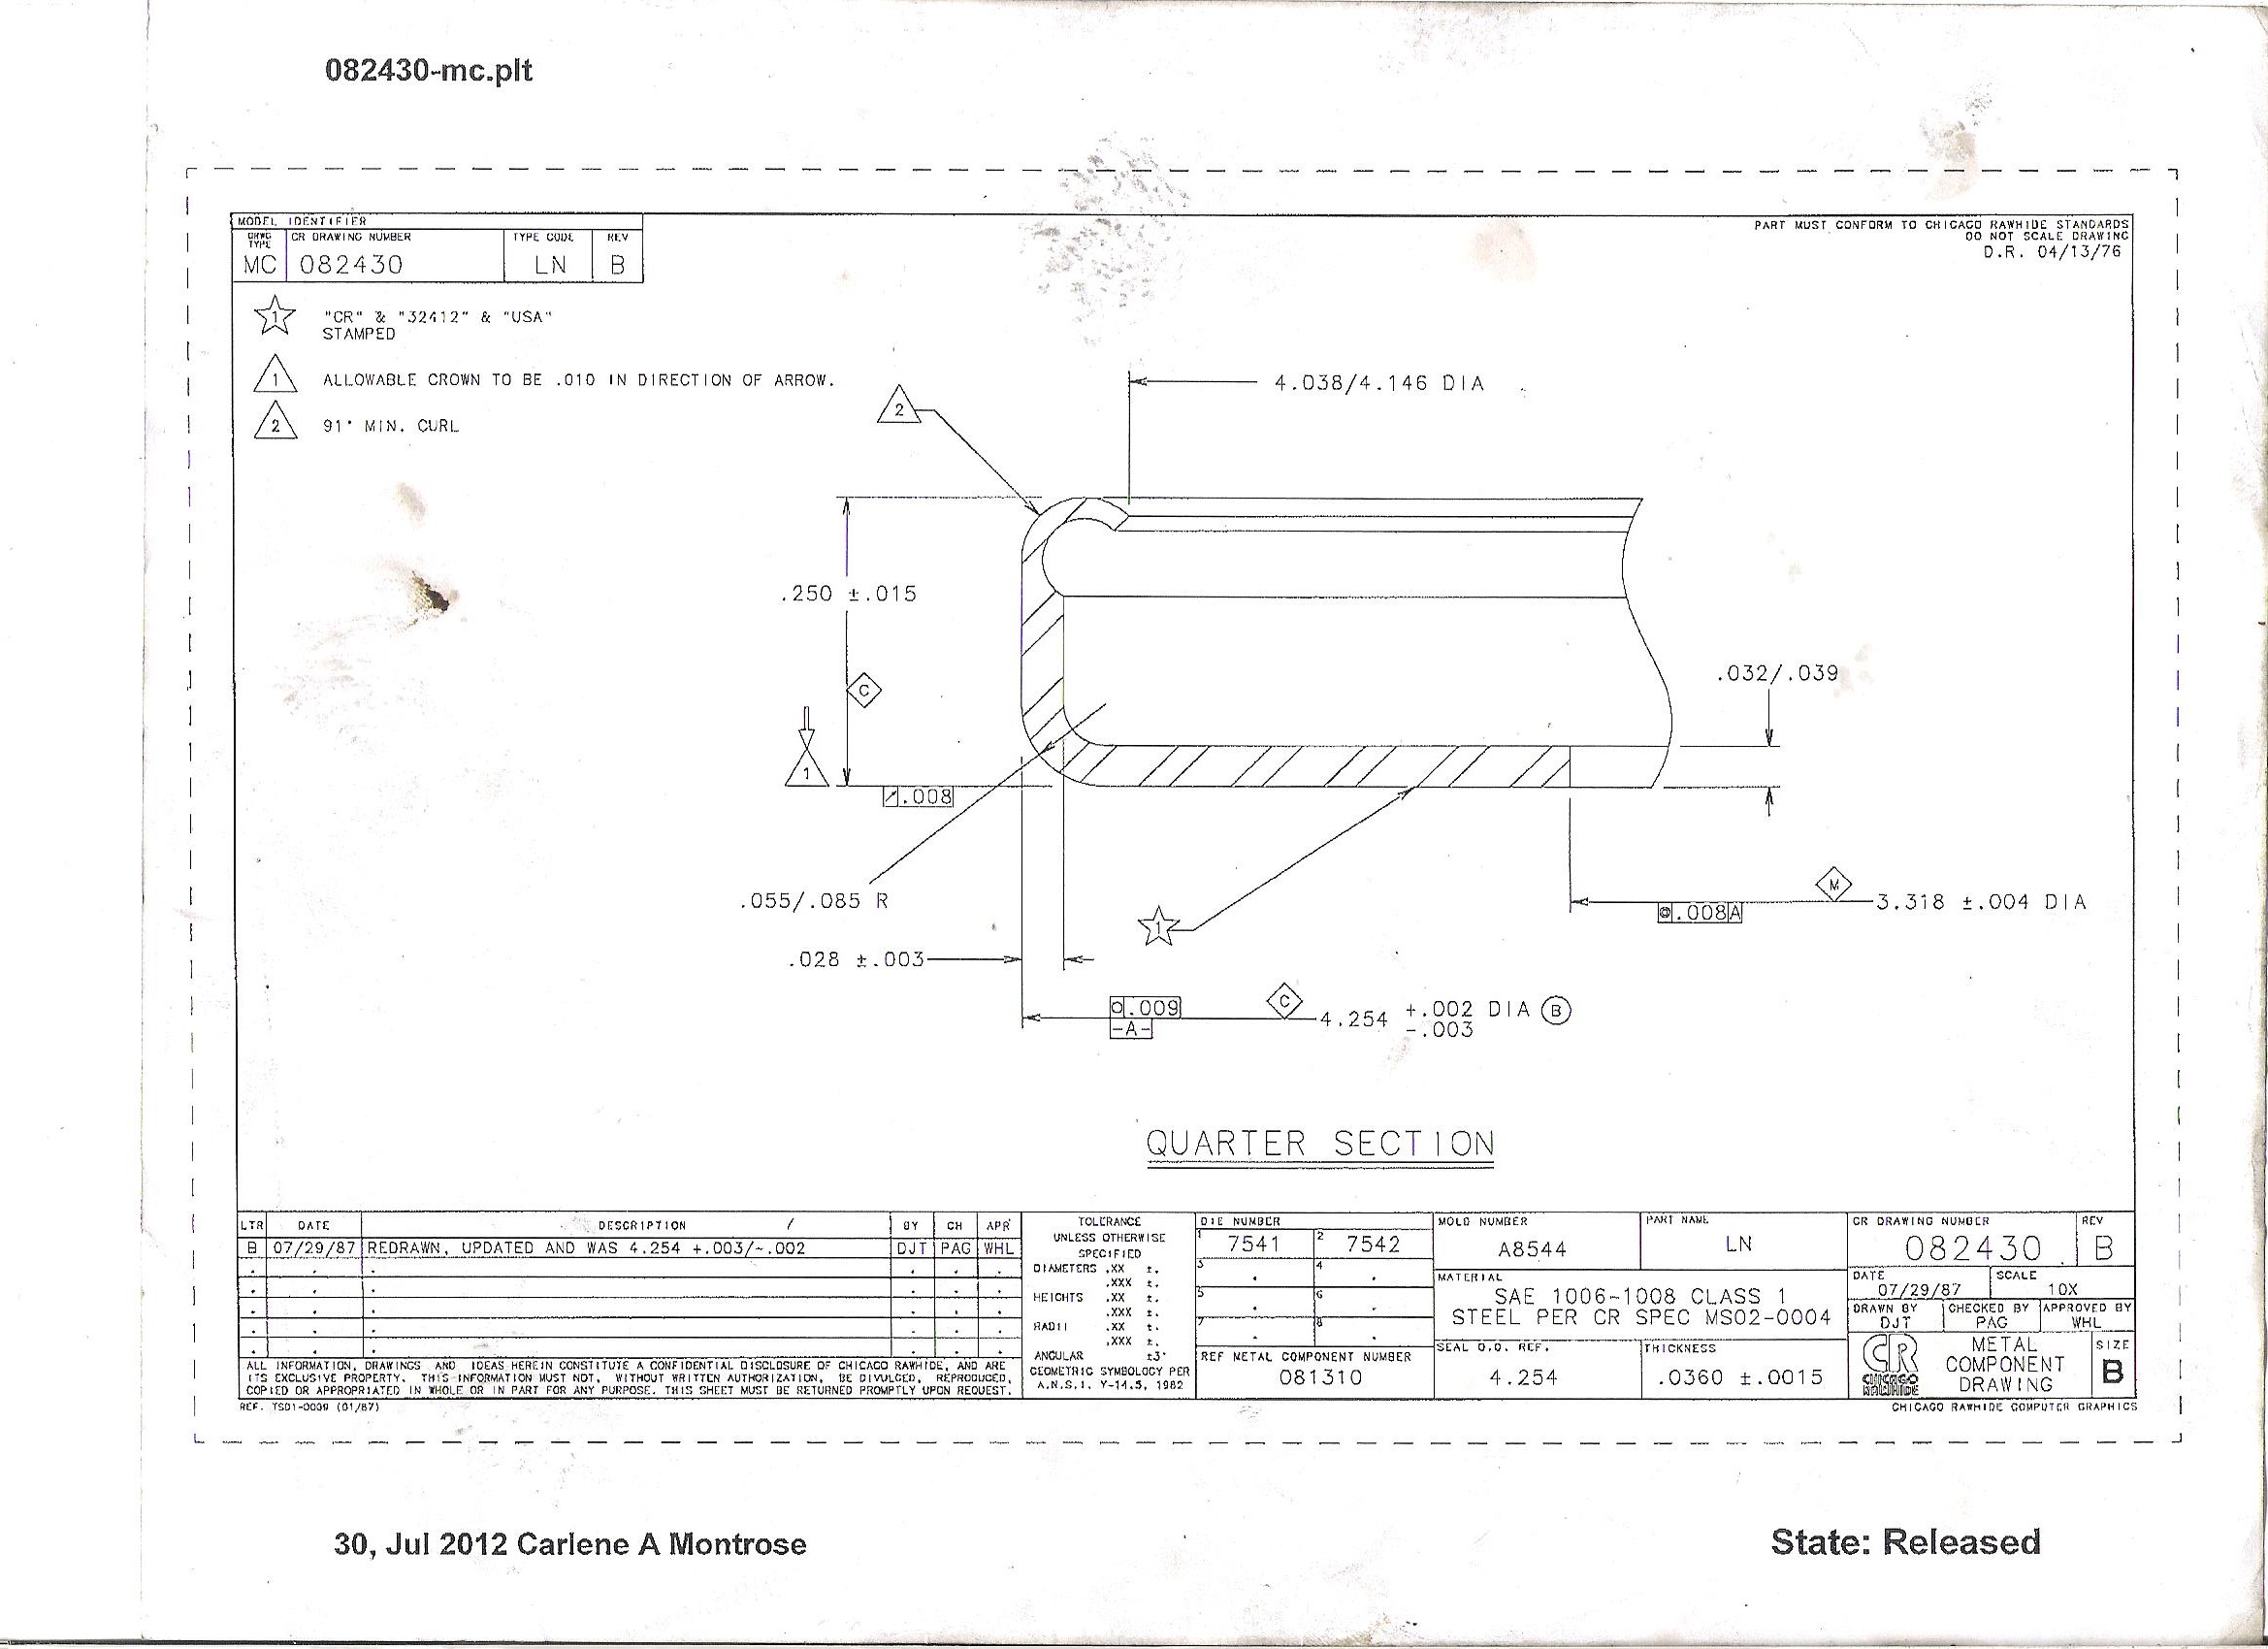 082430-mc.plt
MODEL IDENTIFIER
DRWG TYPE
CR DRAWING NUMBER
TYPE CODE
REV
MC
082430
LN
B
PART MUST CONFORM TO CHICAGO RAWHIDE STANDARDS
DO NOT SCALE DRAWING
D.R. 04/13/76
1 "CR" & "32412" & "USA"
STAMPED
1 ALLOWABLE CROWN TO BE .010 IN DIRECTION OF ARROW.
2 91° MIN. CURL
2
4.038/4.146 DIA
.250 ±.015
C
.032/.039
1
.008
.055/.085 R
M
3.318 ±.004 DIA
.008 A
1
.028 ±.003
.009
-A-
C
4.254 +.002 DIA B
-.003
QUARTER SECTION
LTR DATE DESCRIPTION BY CH APR
B 07/29/87 REDRAWN, UPDATED AND WAS 4.254 +.003/-.002 DJT PAG WHL
TOLERANCE
UNLESS OTHERWISE
SPECIFIED
DIAMETERS .XX ±.
.XXX ±.
HEIGHTS .XX ±.
.XXX ±.
RADII .XX ±.
.XXX ±.
ANGULAR ±3°
GEOMETRIC SYMBOLOGY PER
A.N.S.I. Y-14.5, 1982
DIE NUMBER
1 7541
2 7542
3
4
5
6
7
8
REF METAL COMPONENT NUMBER
081310
MOLD NUMBER
A8544
PART NAME
LN
MATERIAL
SAE 1006-1008 CLASS 1
STEEL PER CR SPEC MS02-0004
SEAL O.D. REF.
4.254
THICKNESS
.0360 ±.0015
CR DRAWING NUMBER
082430
REV
B
DATE
07/29/87
SCALE
10X
DRAWN BY
DJT
CHECKED BY
PAG
APPROVED BY
WHL
CR
CHICAGO
RAWHIDE
METAL
COMPONENT
DRAWING
SIZE
B
ALL INFORMATION, DRAWINGS AND IDEAS HEREIN CONSTITUTE A CONFIDENTIAL DISCLOSURE OF CHICAGO RAWHIDE, AND ARE
ITS EXCLUSIVE PROPERTY. THIS INFORMATION MUST NOT, WITHOUT WRITTEN AUTHORIZATION, BE DIVULGED, REPRODUCED,
COPIED OR APPROPRIATED IN WHOLE OR IN PART FOR ANY PURPOSE. THIS SHEET MUST BE RETURNED PROMPTLY UPON REQUEST.
REF. TS01-0009 (01/87)
CHICAGO RAWHIDE COMPUTER GRAPHICS
30, Jul 2012 Carlene A Montrose
State: Released